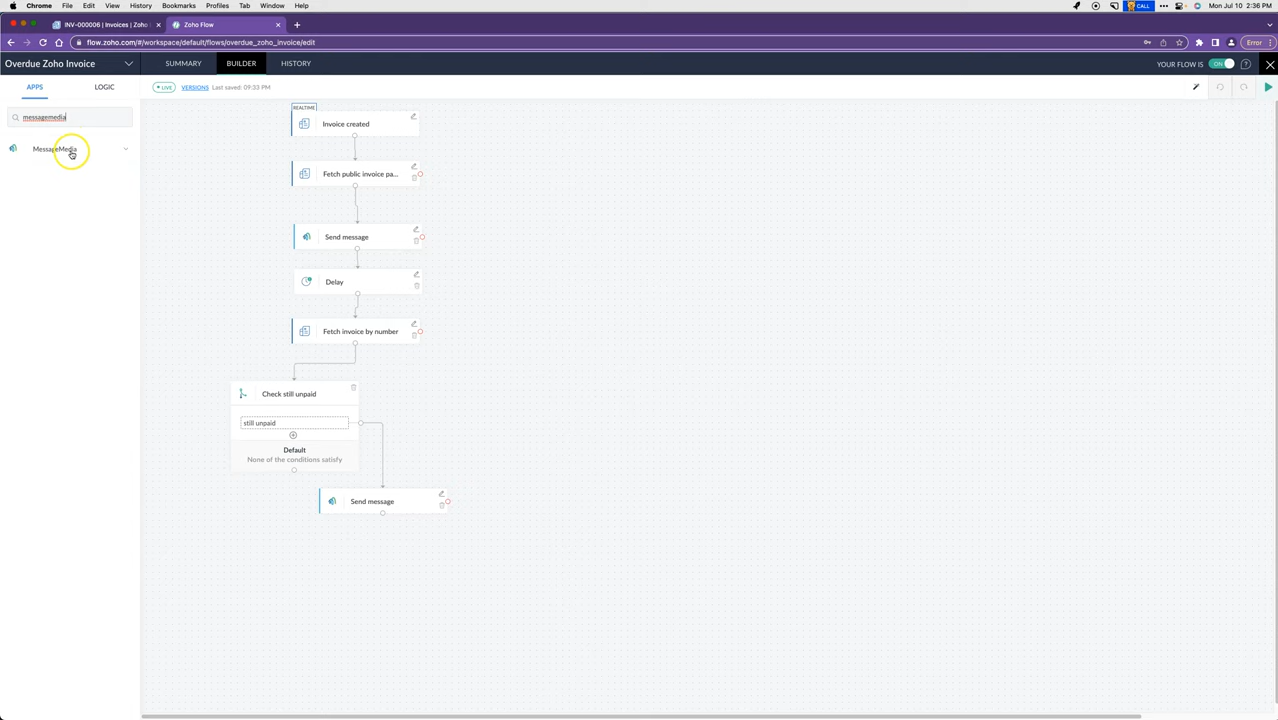 Chrome File Edit View History Bookmarks Profiles Tab Window Help
CALL
Mon Jul 10 2:36 PM
INV-000006 | Invoices | Zoho
Zoho Flow
flow.zoho.com/#/workspace/default/flows/overdue_zoho_invoice/edit
Error
Overdue Zoho Invoice
SUMMARY BUILDER HISTORY
YOUR FLOW IS ON
APPS LOGIC
LIVE VERSIONS Last saved: 09:33 PM
messagemedia
MessageMedia
REALTIME
Invoice created
Fetch public invoice pa...
Send message
Delay
Fetch invoice by number
Check still unpaid
still unpaid
Default
None of the conditions satisfy
Send message